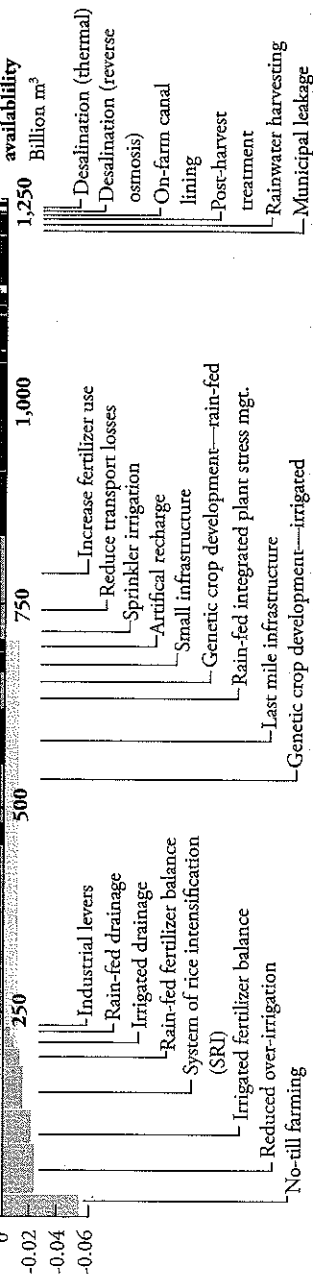 availablility
Billion m³
0
-0.02
-0.04
-0.06
250
500
750
1,000
1,250
Industrial levers
Rain-fed drainage
Irrigated drainage
Rain-fed fertilizer balance
System of rice intensification
(SRI)
Irrigated fertilizer balance
Reduced over-irrigation
No-till farming
Increase fertilizer use
Reduce transport losses
Sprinkler irrigation
Artifical recharge
Small infrastructure
Genetic crop development—rain-fed
Rain-fed integrated plant stress mgt.
Last mile infrastructure
Genetic crop development—irrigated
Desalination (thermal)
Desalination (reverse
osmosis)
On-farm canal
lining
Post-harvest
treatment
Rainwater harvesting
Municipal leakage